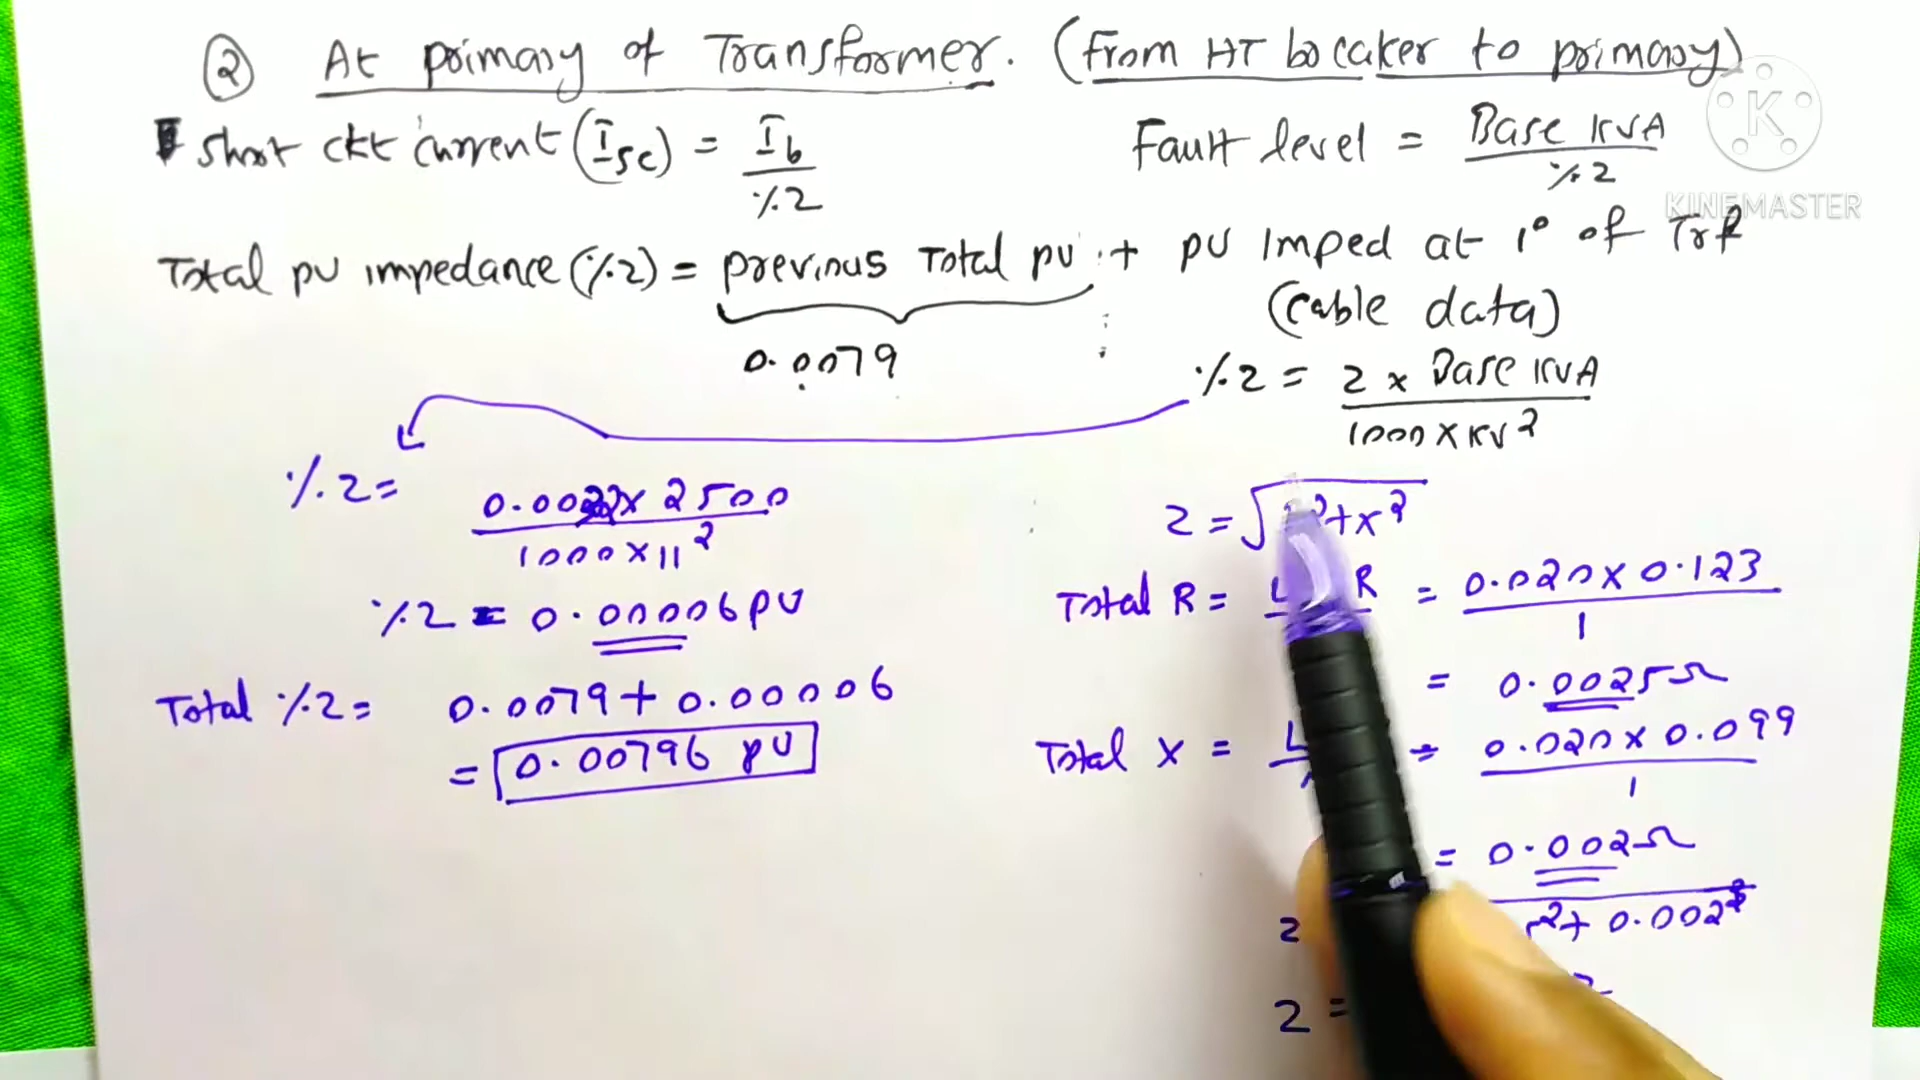 ② At primary of Transformer. (From HT breaker to primary)
Short ckt current (Isc) = Ib / %Z
Fault level = Base KVA / %Z
Total pu impedance (%Z) = previous Total pu + pu Imped at 1° of Trf
(cable data)
0.0079
%Z = Z x Base KVA / 1000 x KV²
%Z = 2500 / 1000 x 11²
Z = √ +x²
%Z = 0.00006 pu
Total R = L R = 0.020 x 0.123 / 1
= 0.0025Ω
Total %Z = 0.0079 + 0.00006
= 0.00796 pu
Total X = L = 0.020 x 0.099 / 1
= 0.002Ω
Z ²+ 0.002²
Z =
KINEMASTER